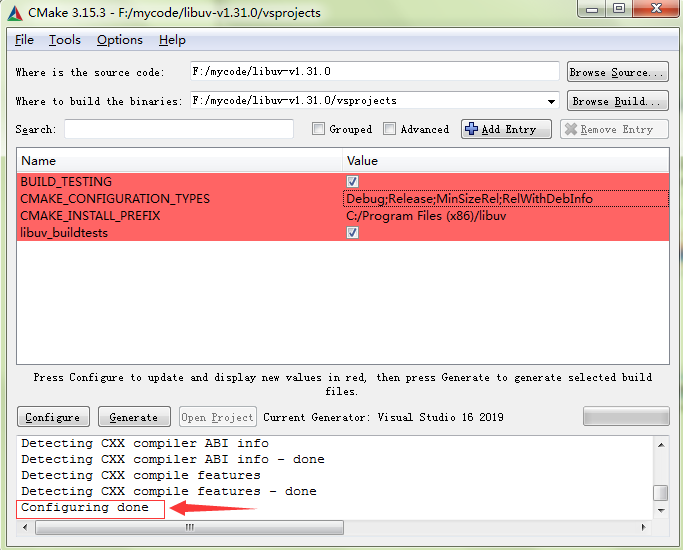 CMake 3.15.3 - F:/mycode/libuv-v1.31.0/vsprojects
File Tools Options Help
Where is the source code: F:/mycode/libuv-v1.31.0 Browse Source...
Where to build the binaries: F:/mycode/libuv-v1.31.0/vsprojects Browse Build...
Search: Grouped Advanced Add Entry Remove Entry
Name Value
BUILD_TESTING
CMAKE_CONFIGURATION_TYPES Debug;Release;MinSizeRel;RelWithDebInfo
CMAKE_INSTALL_PREFIX C:/Program Files (x86)/libuv
libuv_buildtests
Press Configure to update and display new values in red, then press Generate to generate selected build
files.
Configure Generate Open Project Current Generator: Visual Studio 16 2019
Detecting CXX compiler ABI info
Detecting CXX compiler ABI info - done
Detecting CXX compile features
Detecting CXX compile features - done
Configuring done